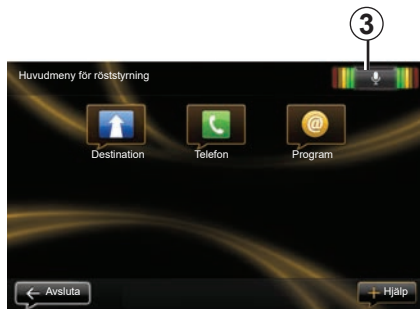 3
Huvudmeny för röststyrning
Destination
Telefon
Program
Avsluta
Hjälp